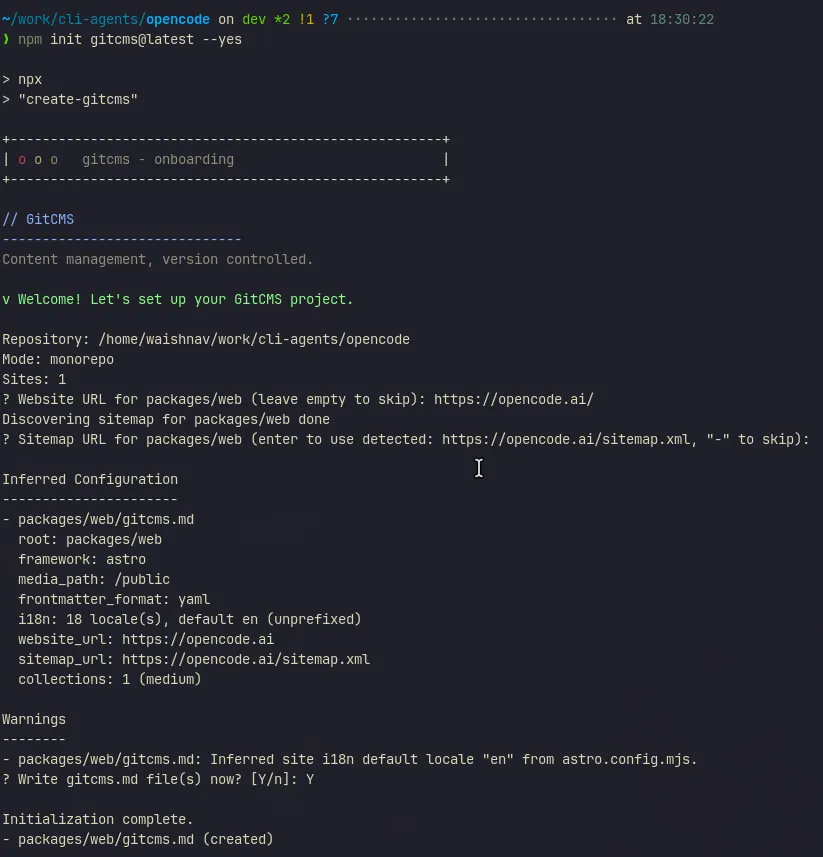 ~/work/cli-agents/opencode on dev *2 !1 ?7 ·································· at 18:30:22
❯ npm init gitcms@latest --yes
> npx
> "create-gitcms"
+------------------------------------------------------+
| o o o   gitcms - onboarding                          |
+------------------------------------------------------+
// GitCMS
------------------------------
Content management, version controlled.
v Welcome! Let's set up your GitCMS project.
Repository: /home/waishnav/work/cli-agents/opencode
Mode: monorepo
Sites: 1
? Website URL for packages/web (leave empty to skip): https://opencode.ai/
Discovering sitemap for packages/web done
? Sitemap URL for packages/web (enter to use detected: https://opencode.ai/sitemap.xml, "-" to skip):
Inferred Configuration
----------------------
- packages/web/gitcms.md
  root: packages/web
  framework: astro
  media_path: /public
  frontmatter_format: yaml
  i18n: 18 locale(s), default en (unprefixed)
  website_url: https://opencode.ai
  sitemap_url: https://opencode.ai/sitemap.xml
  collections: 1 (medium)
Warnings
--------
- packages/web/gitcms.md: Inferred site i18n default locale "en" from astro.config.mjs.
? Write gitcms.md file(s) now? [Y/n]: Y
Initialization complete.
- packages/web/gitcms.md (created)